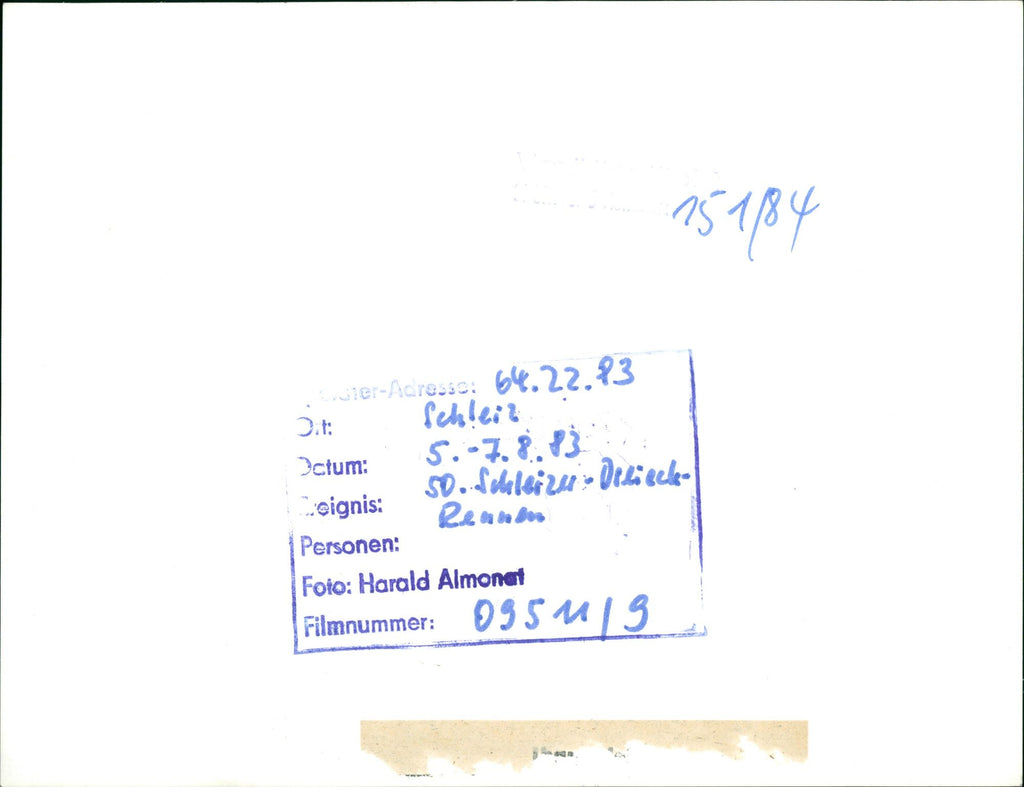 151/84
-Adresse: 64.22.83
Ort: Schleiz
Datum: 5.-7.8.83
Ereignis: 50. Schleizer-Dreieck-
Rennen
Personen:
Foto: Harald Almonat
Filmnummer: 09511/9